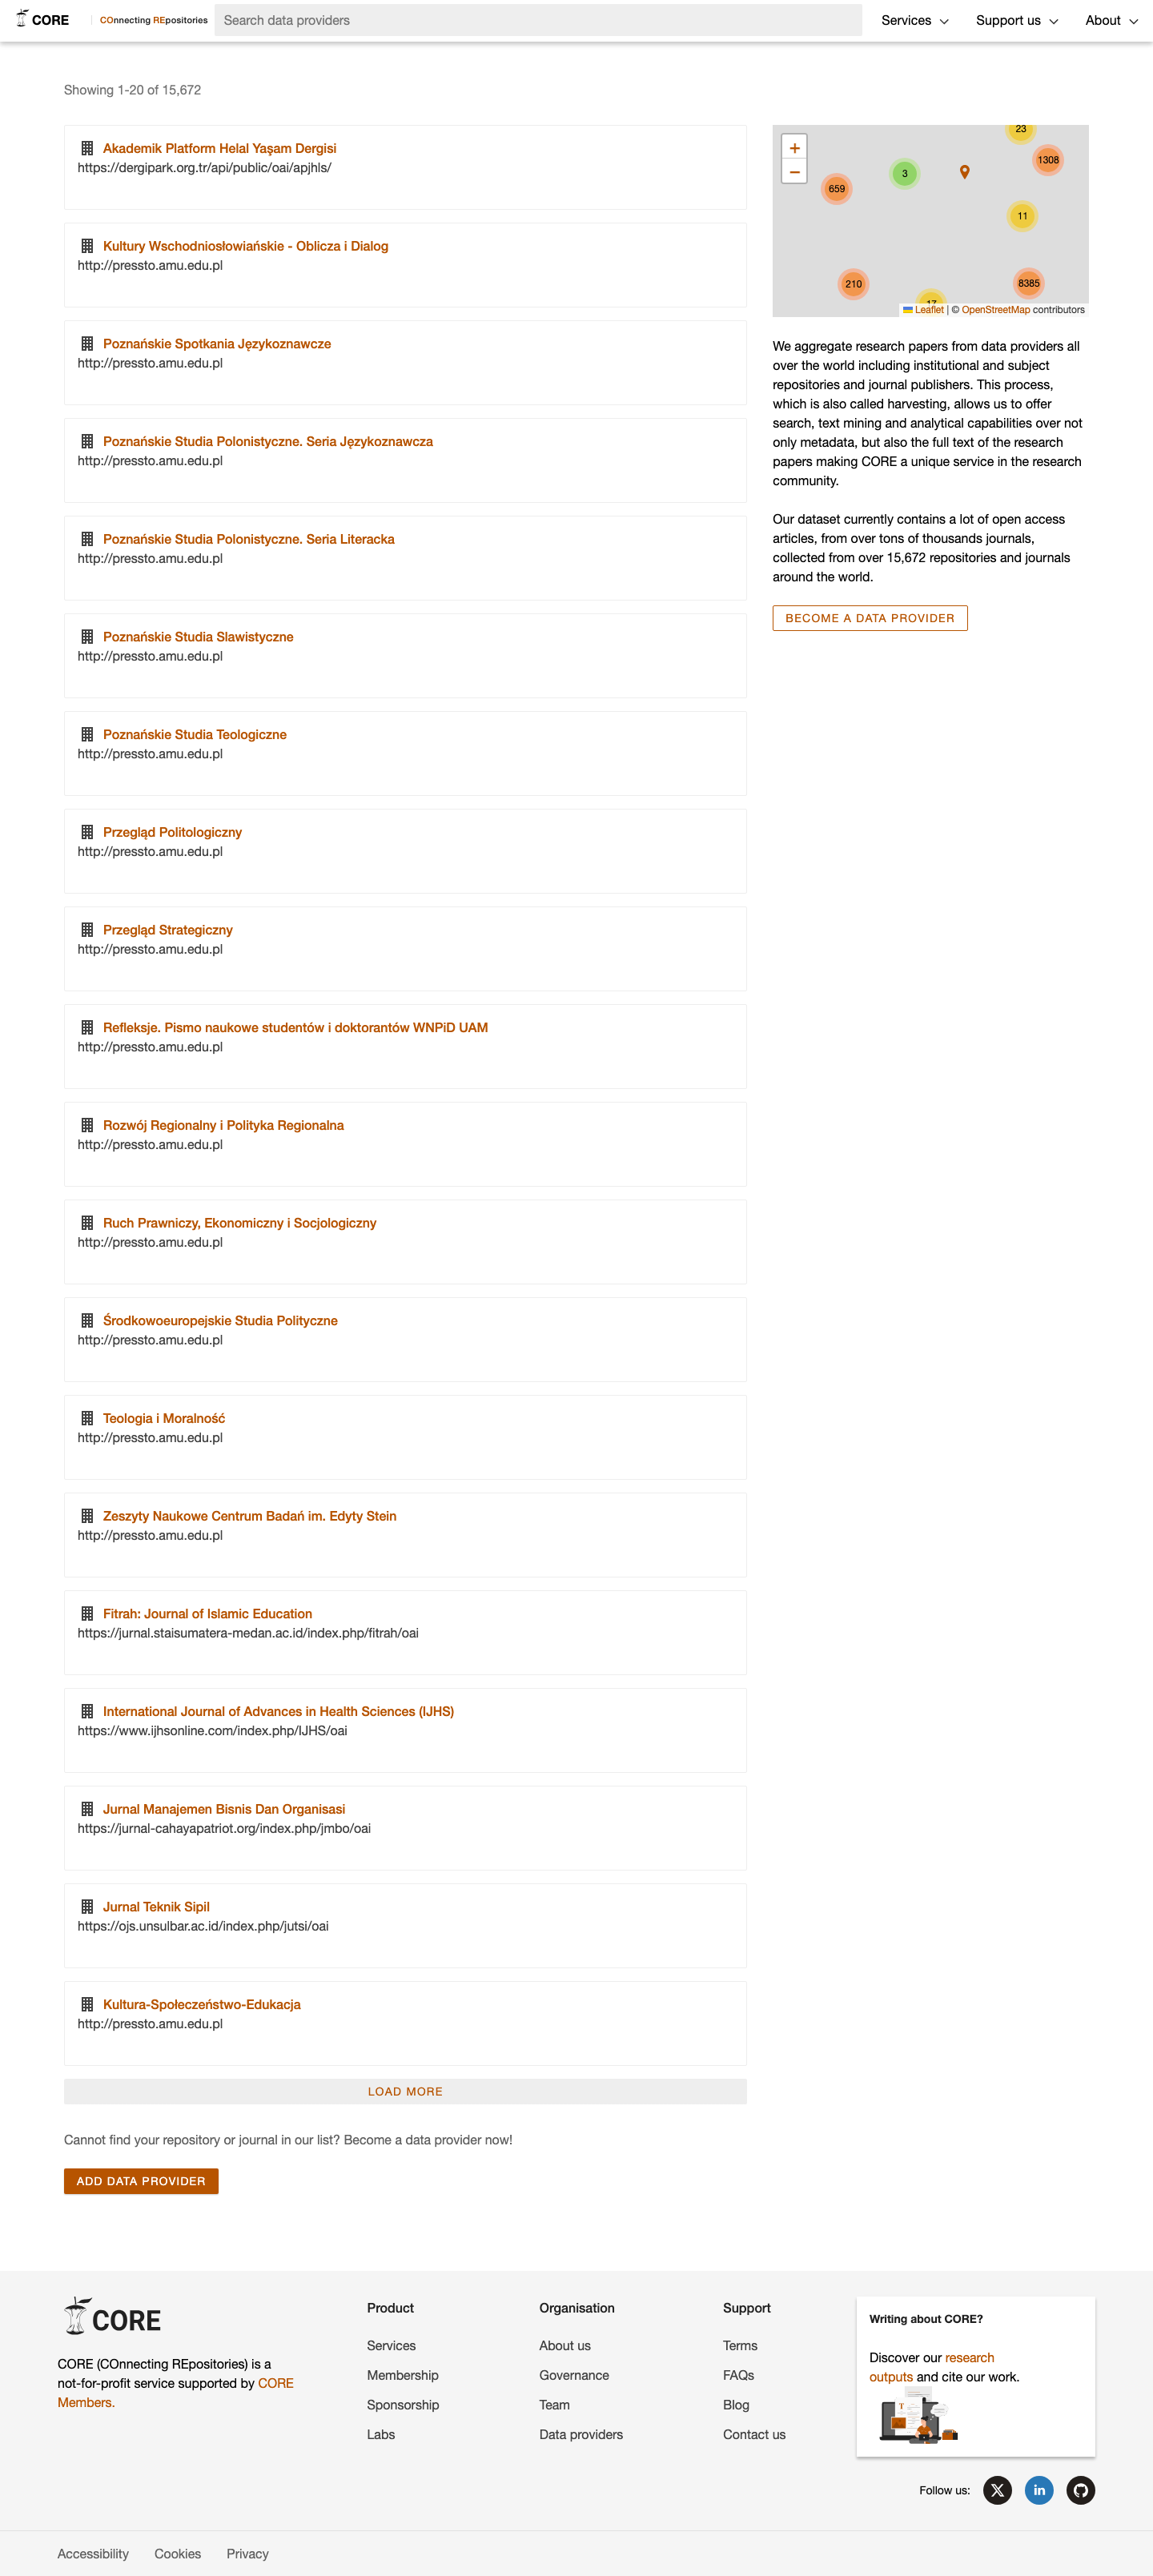 CORE
COnnecting REpositories
Search data providers
Services
Support us
About
Showing 1-20 of 15,672
Akademik Platform Helal Yaşam Dergisi
https://dergipark.org.tr/api/public/oai/apjhls/
Kultury Wschodniosłowiańskie - Oblicza i Dialog
http://pressto.amu.edu.pl
Poznańskie Spotkania Językoznawcze
http://pressto.amu.edu.pl
Poznańskie Studia Polonistyczne. Seria Językoznawcza
http://pressto.amu.edu.pl
Poznańskie Studia Polonistyczne. Seria Literacka
http://pressto.amu.edu.pl
Poznańskie Studia Slawistyczne
http://pressto.amu.edu.pl
Poznańskie Studia Teologiczne
http://pressto.amu.edu.pl
Przegląd Politologiczny
http://pressto.amu.edu.pl
Przegląd Strategiczny
http://pressto.amu.edu.pl
Refleksje. Pismo naukowe studentów i doktorantów WNPiD UAM
http://pressto.amu.edu.pl
Rozwój Regionalny i Polityka Regionalna
http://pressto.amu.edu.pl
Ruch Prawniczy, Ekonomiczny i Socjologiczny
http://pressto.amu.edu.pl
Środkowoeuropejskie Studia Polityczne
http://pressto.amu.edu.pl
Teologia i Moralność
http://pressto.amu.edu.pl
Zeszyty Naukowe Centrum Badań im. Edyty Stein
http://pressto.amu.edu.pl
Fitrah: Journal of Islamic Education
https://jurnal.staisumatera-medan.ac.id/index.php/fitrah/oai
International Journal of Advances in Health Sciences (IJHS)
https://www.ijhsonline.com/index.php/IJHS/oai
Jurnal Manajemen Bisnis Dan Organisasi
https://jurnal-cahayapatriot.org/index.php/jmbo/oai
Jurnal Teknik Sipil
https://ojs.unsulbar.ac.id/index.php/jutsi/oai
Kultura-Społeczeństwo-Edukacja
http://pressto.amu.edu.pl
LOAD MORE
Cannot find your repository or journal in our list? Become a data provider now!
ADD DATA PROVIDER
+
−
23
1308
3
659
11
210
8385
17
Leaflet | © OpenStreetMap contributors
We aggregate research papers from data providers all
over the world including institutional and subject
repositories and journal publishers. This process,
which is also called harvesting, allows us to offer
search, text mining and analytical capabilities over not
only metadata, but also the full text of the research
papers making CORE a unique service in the research
community.
Our dataset currently contains a lot of open access
articles, from over tons of thousands journals,
collected from over 15,672 repositories and journals
around the world.
BECOME A DATA PROVIDER
CORE
CORE (COnnecting REpositories) is a
not-for-profit service supported by CORE
Members.
Product
Services
Membership
Sponsorship
Labs
Organisation
About us
Governance
Team
Data providers
Support
Terms
FAQs
Blog
Contact us
Writing about CORE?
Discover our research
outputs and cite our work.
Follow us:
Accessibility
Cookies
Privacy